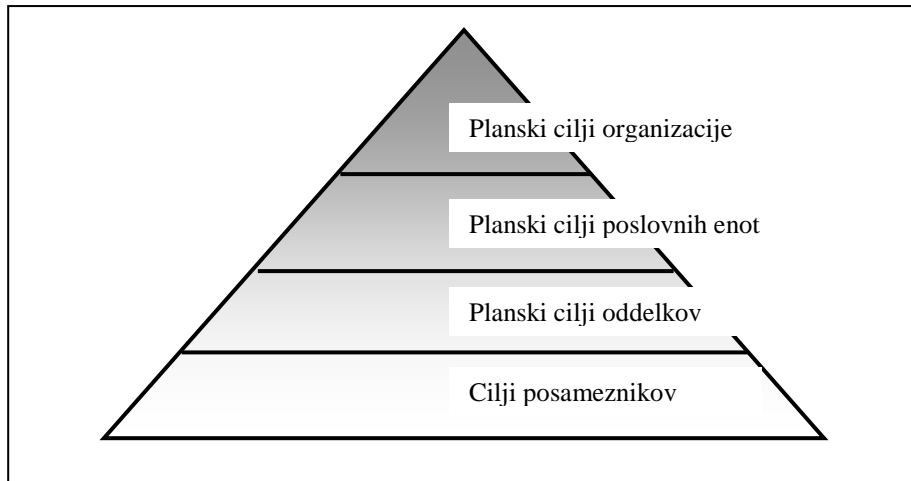 Planski cilji organizacije
Planski cilji poslovnih enot
Planski cilji oddelkov
Cilji posameznikov